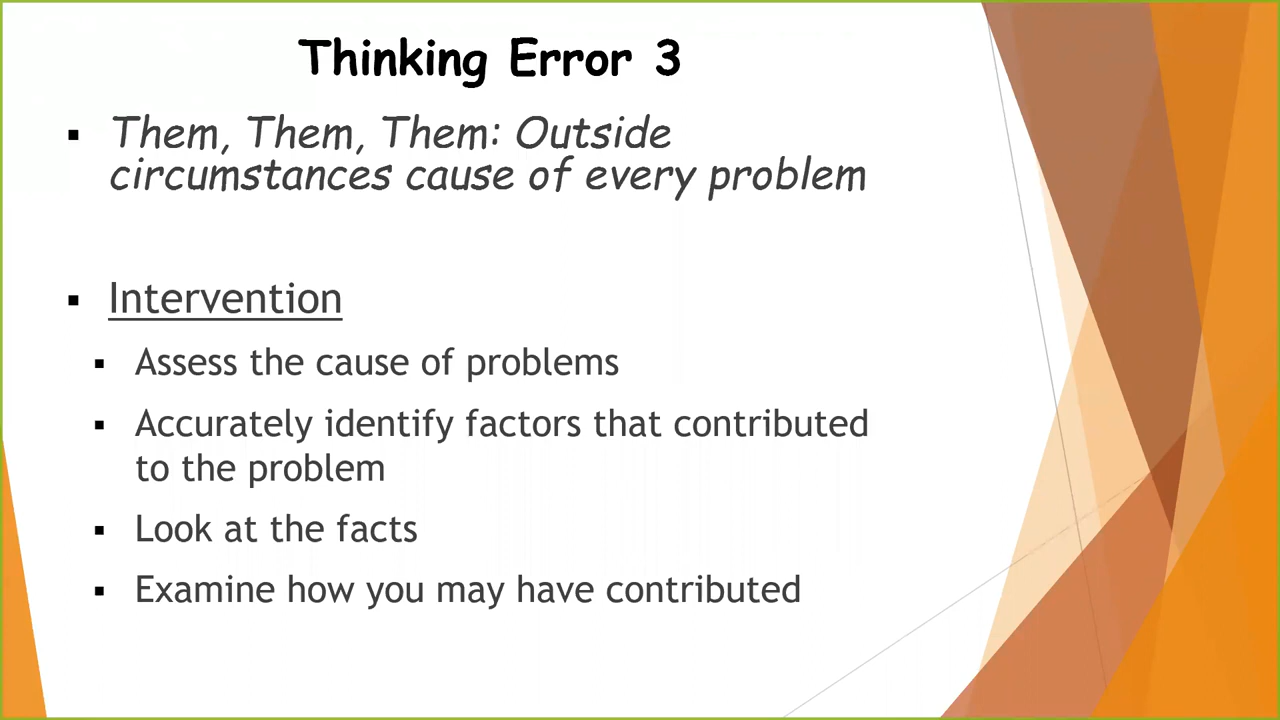 Thinking Error 3
▪ Them, Them, Them: Outside
circumstances cause of every problem
▪ Intervention
▪ Assess the cause of problems
▪ Accurately identify factors that contributed
to the problem
▪ Look at the facts
▪ Examine how you may have contributed